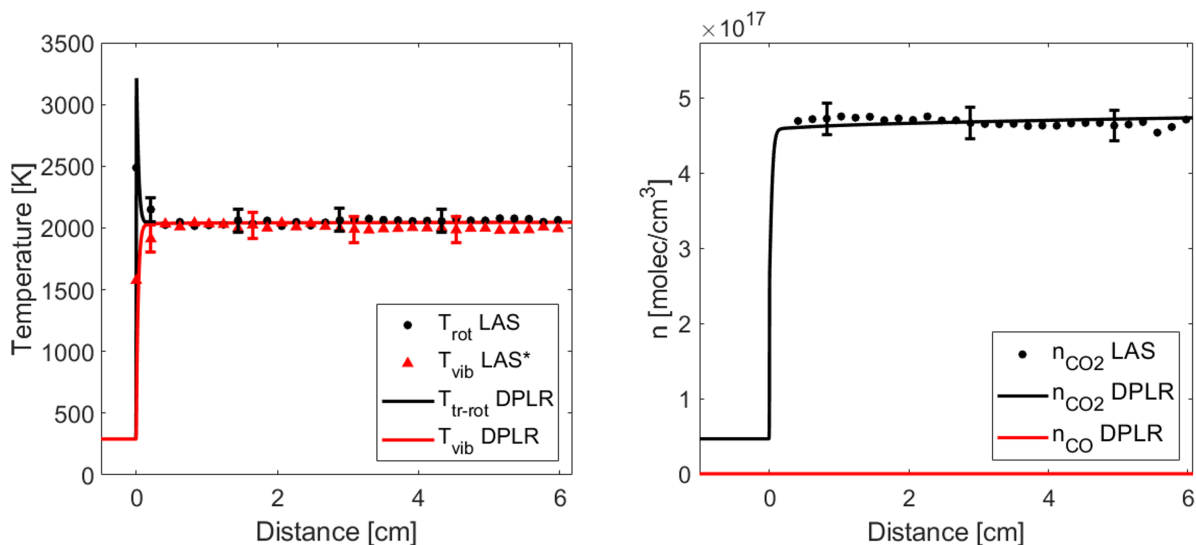 3500
3000
2500
2000
1500
1000
500
0
Temperature [K]
0
2
4
6
Distance [cm]
T_rot LAS
T_vib LAS*
T_tr-rot DPLR
T_vib DPLR
×10^17
5
4
3
2
1
0
n [molec/cm^3]
0
2
4
6
Distance [cm]
n_CO2 LAS
n_CO2 DPLR
n_CO DPLR